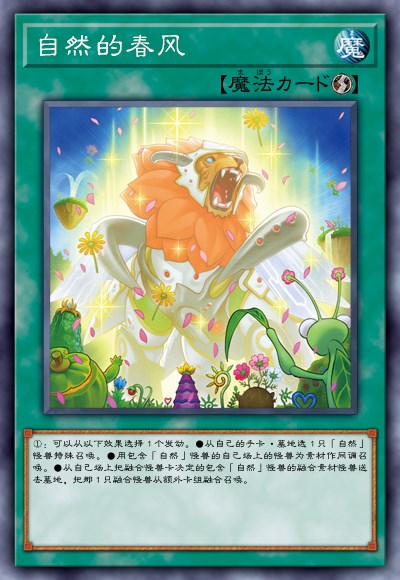 自然的春风
魔
【魔法カード】
まほう
①：可以从以下效果选择1个发动。●从自己的手卡·墓地选1只「自然」
怪兽特殊召唤。●用包含「自然」怪兽的自己场上的怪兽为素材作同调召
唤。●从自己场上把融合怪兽卡决定的包含「自然」怪兽的融合素材怪兽送
去墓地，把那1只融合怪兽从额外卡组融合召唤。